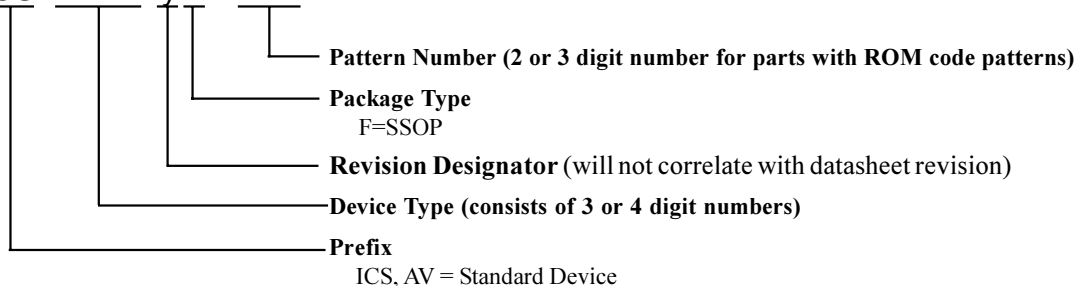 Pattern Number (2 or 3 digit number for parts with ROM code patterns)
Package Type
F=SSOP
Revision Designator (will not correlate with datasheet revision)
Device Type (consists of 3 or 4 digit numbers)
Prefix
ICS, AV = Standard Device